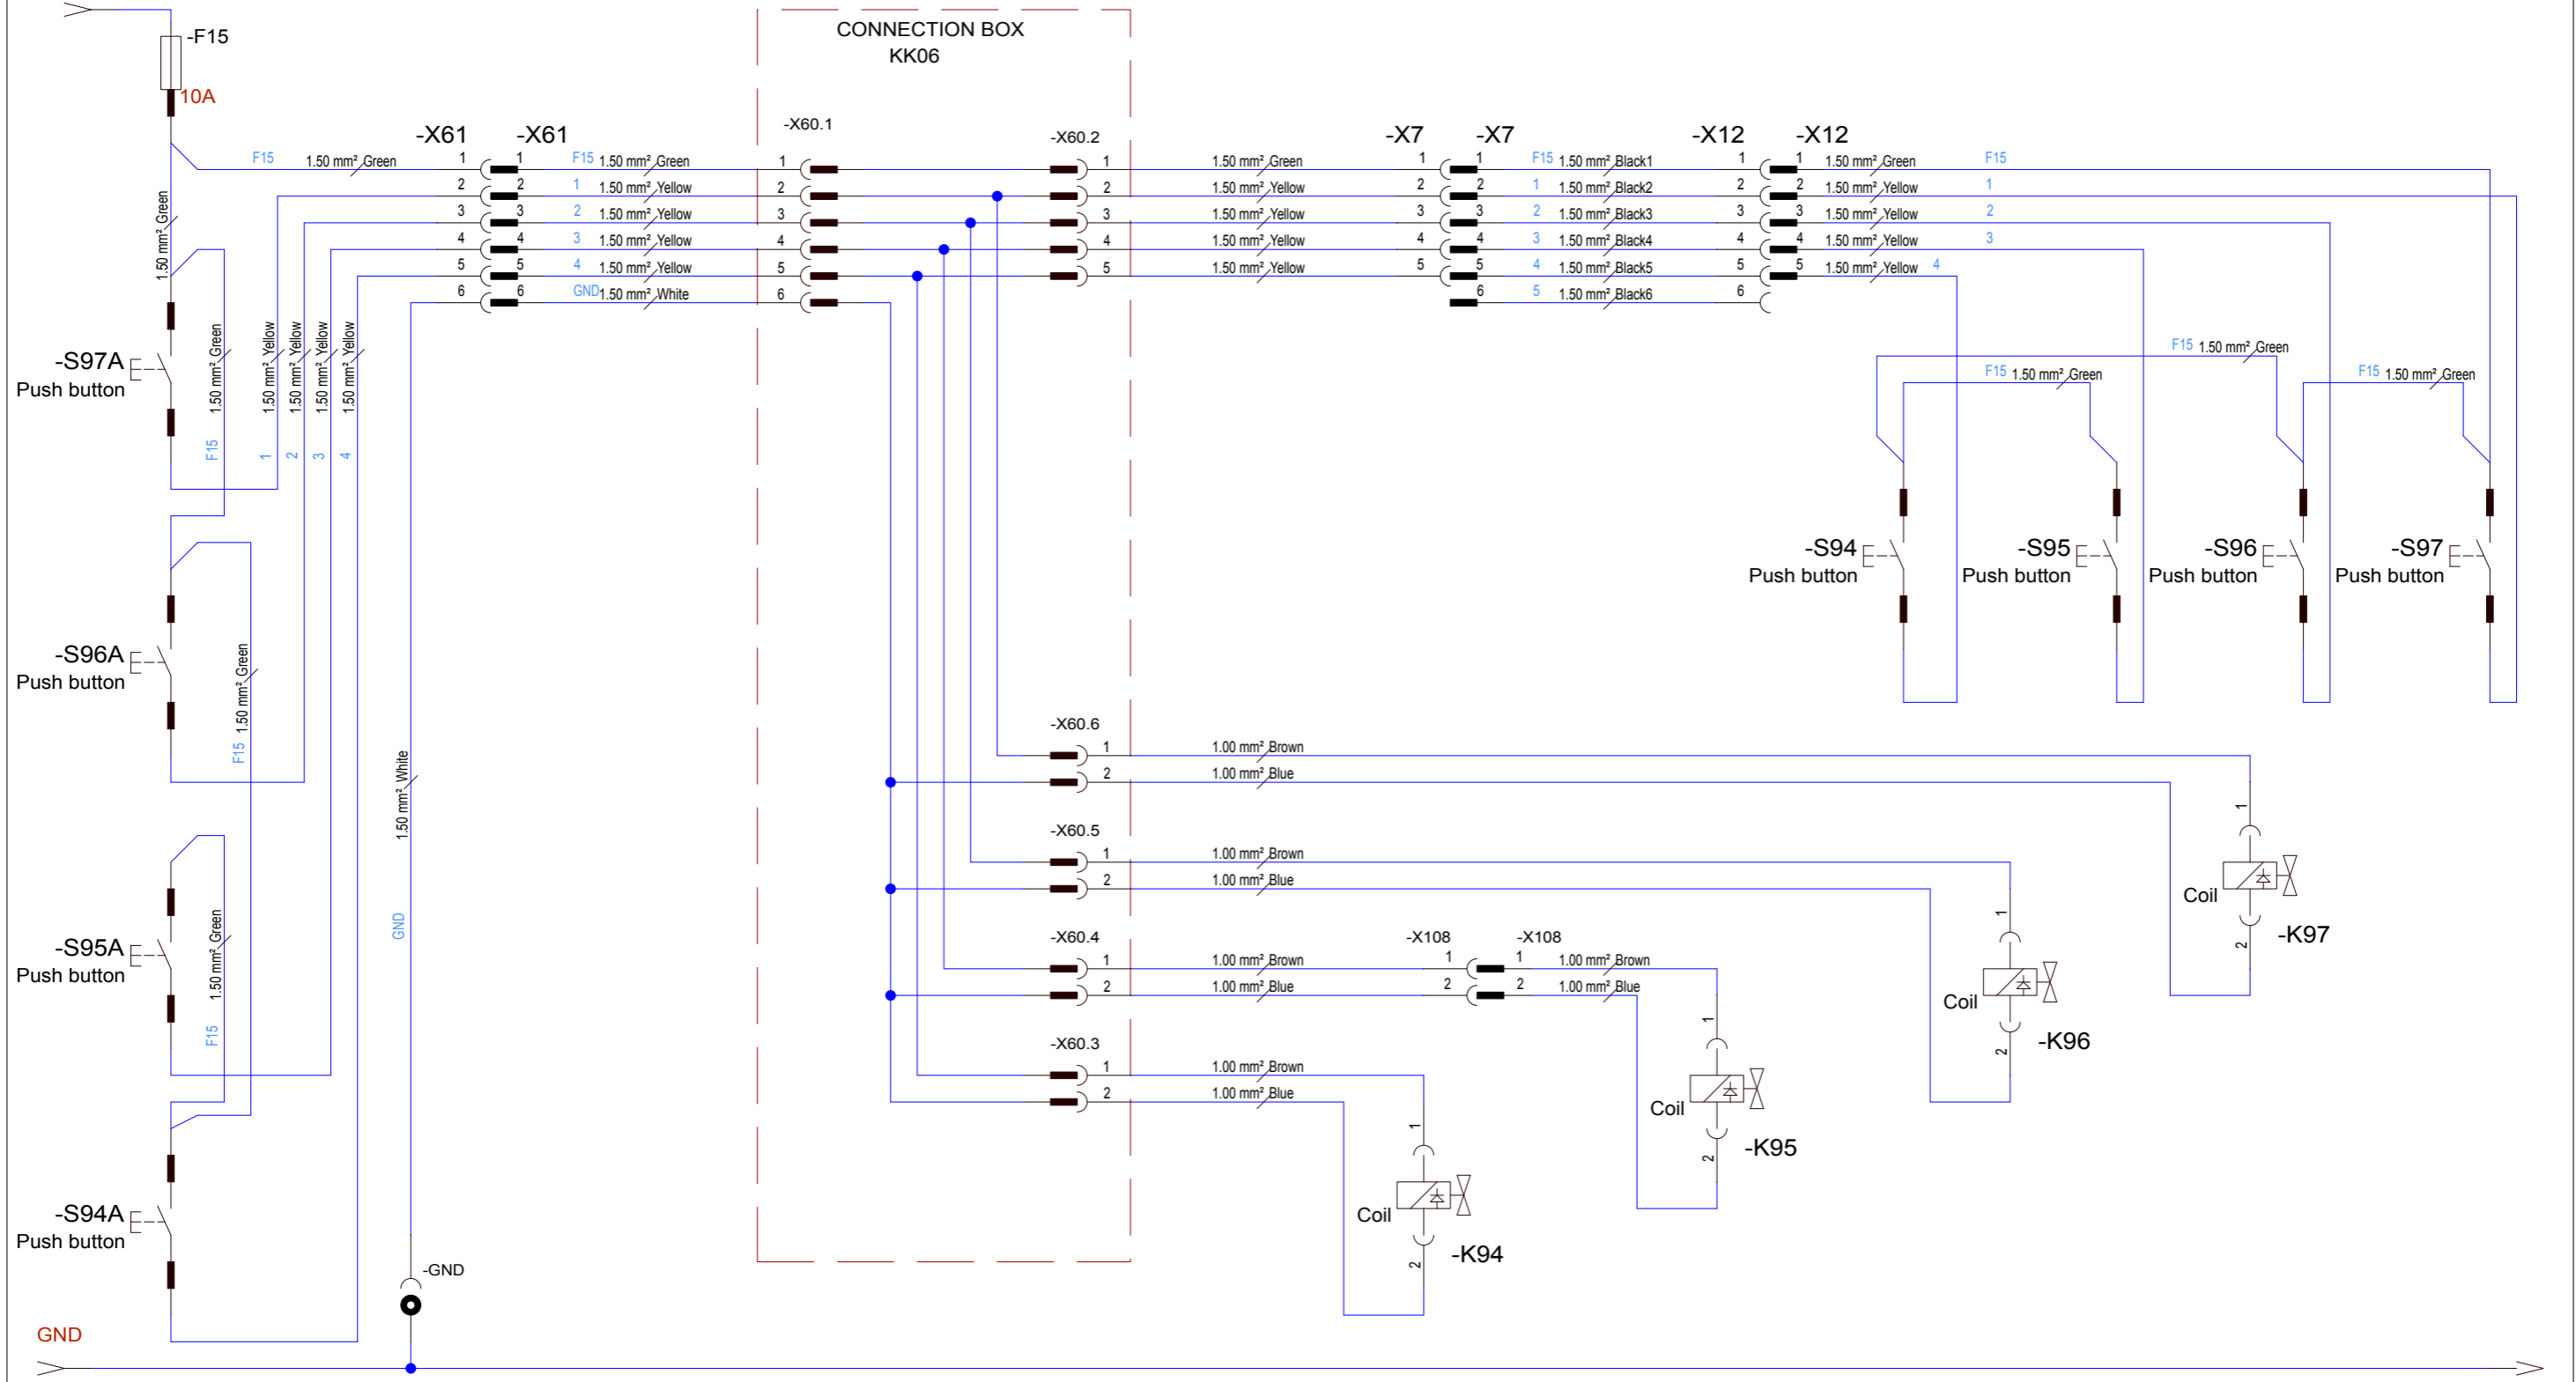 CONNECTION BOX
KK06
-F15
10A
-X61 -X61
-X60.1
-X60.2
-X7 -X7
-X12 -X12
F15 1.50 mm² Green 1 1 F15 1.50 mm² Green 1 1 1.50 mm² Green 1 1 F15 1.50 mm² Black1 1 1 1.50 mm² Green F15
2 2 1 1.50 mm² Yellow 2 2 1.50 mm² Yellow 2 2 1 1.50 mm² Black2 2 2 1.50 mm² Yellow 1
3 3 2 1.50 mm² Yellow 3 3 1.50 mm² Yellow 3 3 2 1.50 mm² Black3 3 3 1.50 mm² Yellow 2
4 4 3 1.50 mm² Yellow 4 4 1.50 mm² Yellow 4 4 3 1.50 mm² Black4 4 4 1.50 mm² Yellow 3
5 5 4 1.50 mm² Yellow 5 5 1.50 mm² Yellow 5 5 4 1.50 mm² Black5 5 5 1.50 mm² Yellow 4
6 6 GND 1.50 mm² White 6 6 5 1.50 mm² Black6 6
1.50 mm² Green
-S97A
Push button
F15 1.50 mm² Green
1 1.50 mm² Yellow
2 1.50 mm² Yellow
3 1.50 mm² Yellow
4 1.50 mm² Yellow
F15 1.50 mm² Green
F15 1.50 mm² Green
F15 1.50 mm² Green
-S94
Push button
-S95
Push button
-S96
Push button
-S97
Push button
-S96A
Push button
F15 1.50 mm² Green
GND 1.50 mm² White
-X60.6
1 1.00 mm² Brown
2 1.00 mm² Blue
1
Coil
2
-K97
-X60.5
1 1.00 mm² Brown
2 1.00 mm² Blue
1
Coil
2
-K96
-S95A
Push button
F15 1.50 mm² Green
-X60.4
-X108 -X108
1 1.00 mm² Brown 1 1 1.00 mm² Brown
2 1.00 mm² Blue 2 2 1.00 mm² Blue
1
Coil
2
-K95
-X60.3
1 1.00 mm² Brown
2 1.00 mm² Blue
1
Coil
2
-K94
-S94A
Push button
-GND
GND